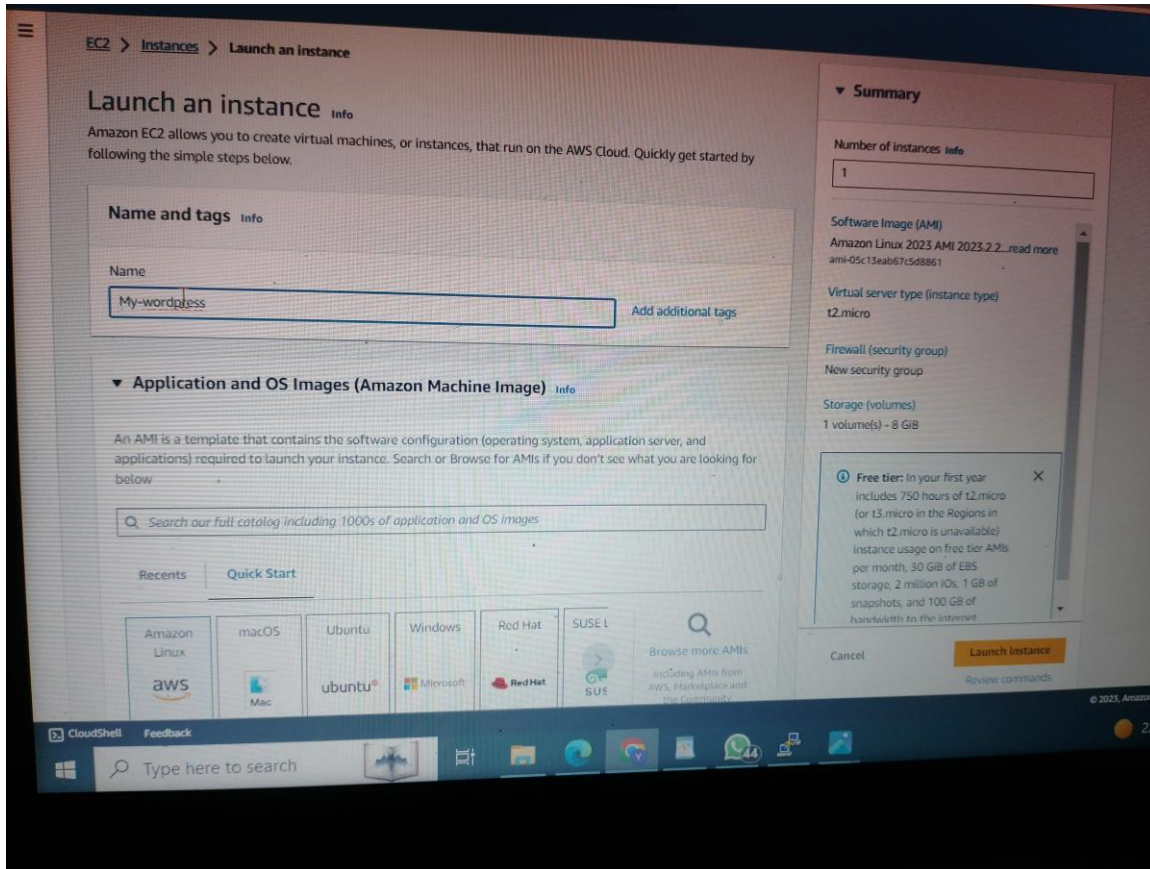 EC2 > Instances > Launch an instance
Launch an instance Info
Amazon EC2 allows you to create virtual machines, or instances, that run on the AWS Cloud. Quickly get started by
following the simple steps below.
Name and tags Info
Name
My-wordpress
Add additional tags
Application and OS Images (Amazon Machine Image) Info
An AMI is a template that contains the software configuration (operating system, application server, and
applications) required to launch your instance. Search or Browse for AMIs if you don't see what you are looking for
below
Search our full catalog including 1000s of application and OS images
Recents
Quick Start
Amazon
Linux
aws
macOS
Mac
Ubuntu
ubuntu®
Windows
Microsoft
Red Hat
Red Hat
SUSE L
SUS
Browse more AMIs
Including AMIs from
AWS, Marketplace and
the Community
Summary
Number of instances Info
1
Software Image (AMI)
Amazon Linux 2023 AMI 2023.2.2...read more
ami-05c13eab67c5d8861
Virtual server type (instance type)
t2.micro
Firewall (security group)
New security group
Storage (volumes)
1 volume(s) - 8 GiB
Free tier: In your first year
includes 750 hours of t2.micro
(or t3.micro in the Regions in
which t2.micro is unavailable)
instance usage on free tier AMIs
per month, 30 GiB of EBS
storage, 2 million IOs, 1 GB of
snapshots, and 100 GB of
bandwidth to the internet
Cancel
Launch instance
Review commands
CloudShell
Feedback
© 2023, Amazo
Type here to search
44